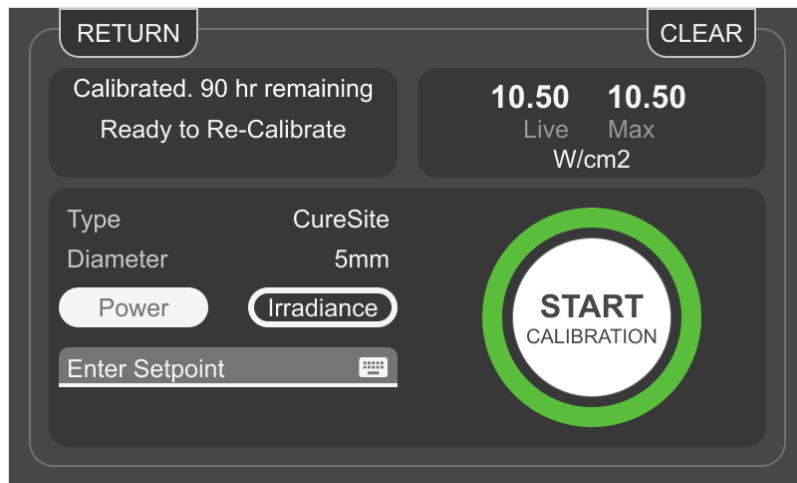 RETURN
CLEAR
Calibrated. 90 hr remaining
Ready to Re-Calibrate
10.50 10.50
Live Max
W/cm2
Type CureSite
Diameter 5mm
Power Irradiance
Enter Setpoint
START
CALIBRATION